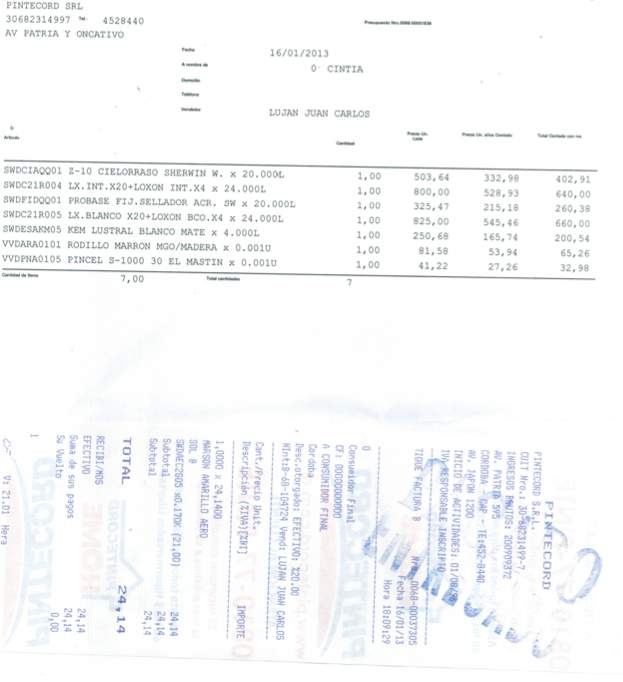 PINTECORD SRL
30682314997 Tel.: 4528440
AV PATRIA Y ONCATIVO
Presupuesto Nro.
Fecha 16/01/2013
A nombre de 0 CINTIA
Domicilio
Teléfono
Vendedor LUJAN JUAN CARLOS
Artículo Cantidad Precio Un. Lista Precio Un. s/iva Contado Total Contado con iva
SWDCIAQQ01 Z-10 CIELORRASO SHERWIN W. x 20.000L 1,00 503,64 332,98 402,91
SWDC21R004 LX.INT.X20+LOXON INT.X4 x 24.000L 1,00 800,00 528,93 640,00
SWDFIDQQ01 PROBASE FIJ.SELLADOR ACR. SW x 20.000L 1,00 325,47 215,18 260,38
SWDC21R005 LX.BLANCO X20+LOXON BCO.X4 x 24.000L 1,00 825,00 545,46 660,00
SWDESAKM05 KEM LUSTRAL BLANCO MATE x 4.000L 1,00 250,68 165,74 200,54
VVDARA0101 RODILLO MARRON MGO/MADERA x 0.001U 1,00 81,58 53,94 65,26
VVDPNA0105 PINCEL S-1000 30 EL MASTIN x 0.001U 1,00 41,22 27,26 32,98
Cantidad de Items 7,00 Total cantidades 7
PINTECORD
PINTECORD S.R.L.
CUIT Nro.: 30-68231499-7
INGRESOS BRUTOS: 200909372
AV. PATRIA 595
CORDOBA - CAP - TE:452-8440
AV. JAPON 1200
INICIO DE ACTIVIDADES: 01/08/
IVA RESPONSABLE INSCRIPTO
TIQUE FACTURA B Nro. 0068-00037305
Fecha 16/01/13
Hora 18:09:29
0
Consumidor Final
CF: 00000000000
A CONSUMIDOR FINAL
Cordoba
Desc.otorgado: EFECTIVO: %20.00
NInt:B-68-104724 Vend: LUJAN JUAN CARLOS
Cant./Precio Unit.
Descripción (%IVA)[%BI] IMPORTE
1,0000 x 24,1400
MARSON AMARILLO AERO
SOL B
SWDAEC2605 x0.170K (21,00) 24,14
Subtotal 24,14
Subtotal 24,14
TOTAL 24,14
RECIBI/MOS
EFECTIVO 24,14
Suma de sus pagos 24,14
Su Vuelto 0,00
1
V: 21.01